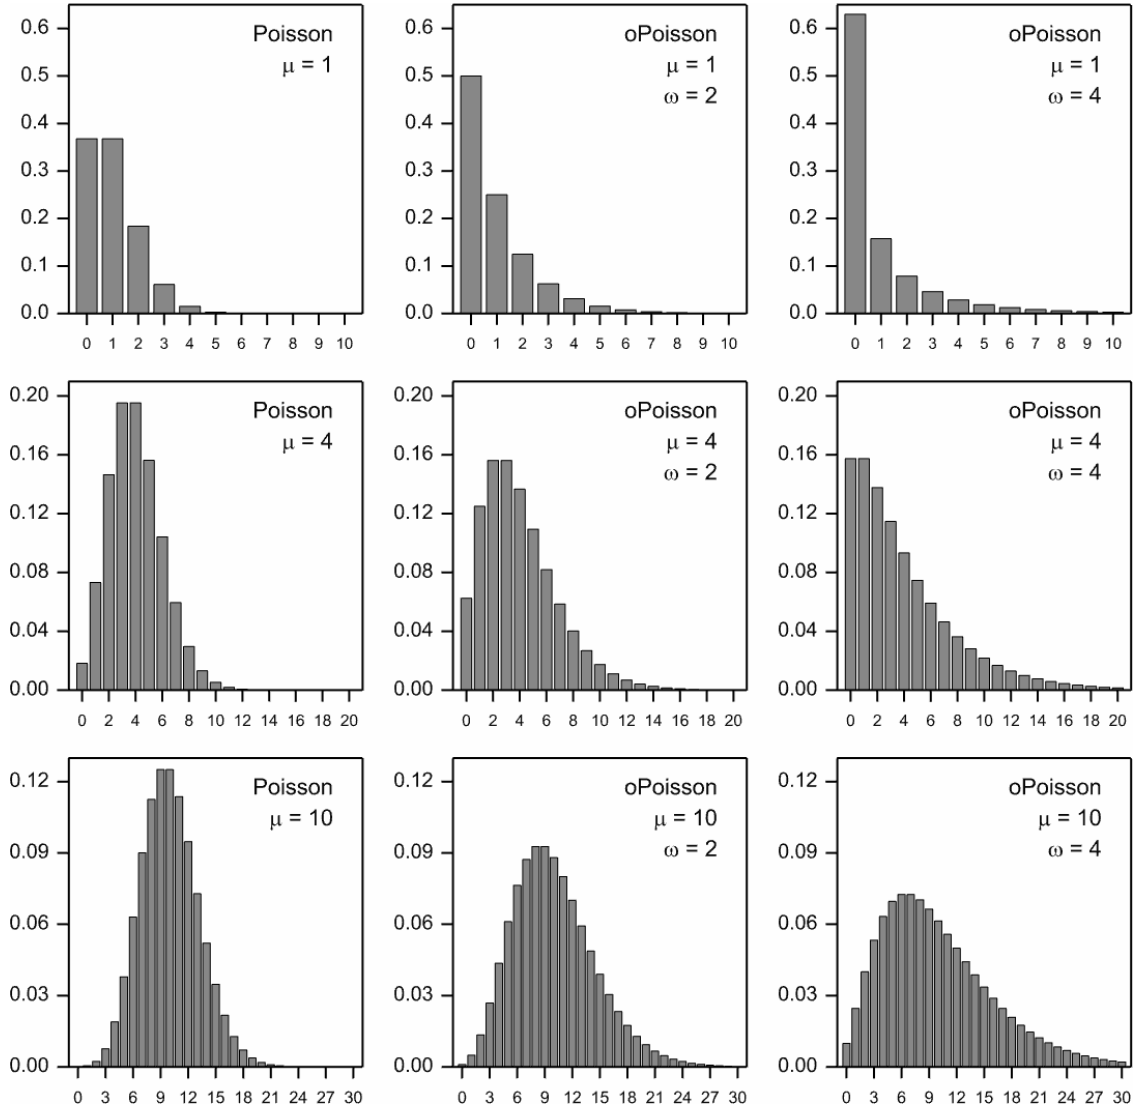 0.6
0.5
0.4
0.3
0.2
0.1
0.0
Poisson
μ = 1
0 1 2 3 4 5 6 7 8 9 10
0.6
0.5
0.4
0.3
0.2
0.1
0.0
oPoisson
μ = 1
ω = 2
0 1 2 3 4 5 6 7 8 9 10
0.6
0.5
0.4
0.3
0.2
0.1
0.0
oPoisson
μ = 1
ω = 4
0 1 2 3 4 5 6 7 8 9 10
0.20
0.16
0.12
0.08
0.04
0.00
Poisson
μ = 4
0 2 4 6 8 10 12 14 16 18 20
0.20
0.16
0.12
0.08
0.04
0.00
oPoisson
μ = 4
ω = 2
0 2 4 6 8 10 12 14 16 18 20
0.20
0.16
0.12
0.08
0.04
0.00
oPoisson
μ = 4
ω = 4
0 2 4 6 8 10 12 14 16 18 20
0.12
0.09
0.06
0.03
0.00
Poisson
μ = 10
0 3 6 9 12 15 18 21 24 27 30
0.12
0.09
0.06
0.03
0.00
oPoisson
μ = 10
ω = 2
0 3 6 9 12 15 18 21 24 27 30
0.12
0.09
0.06
0.03
0.00
oPoisson
μ = 10
ω = 4
0 3 6 9 12 15 18 21 24 27 30